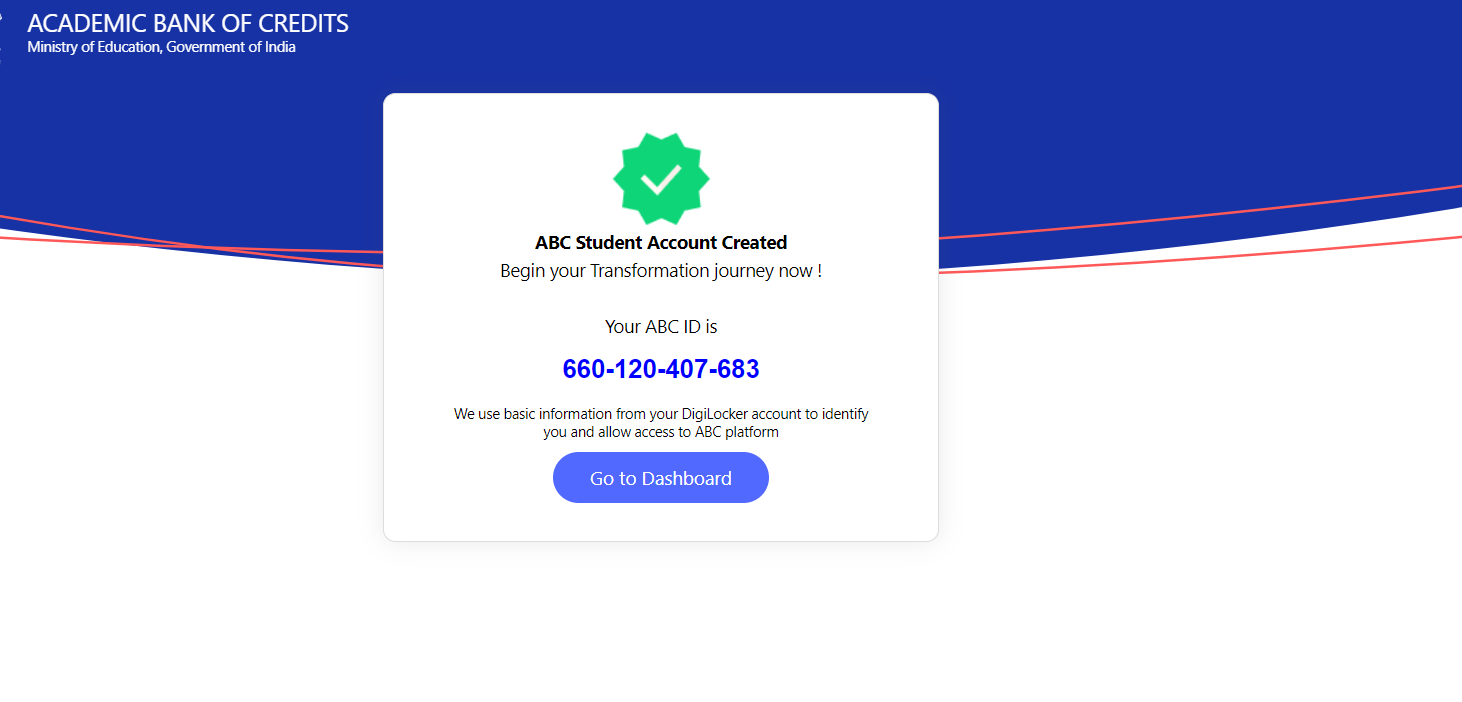 ACADEMIC BANK OF CREDITS
Ministry of Education, Government of India
ABC Student Account Created
Begin your Transformation journey now !
Your ABC ID is
660-120-407-683
We use basic information from your DigiLocker account to identify
you and allow access to ABC platform
Go to Dashboard